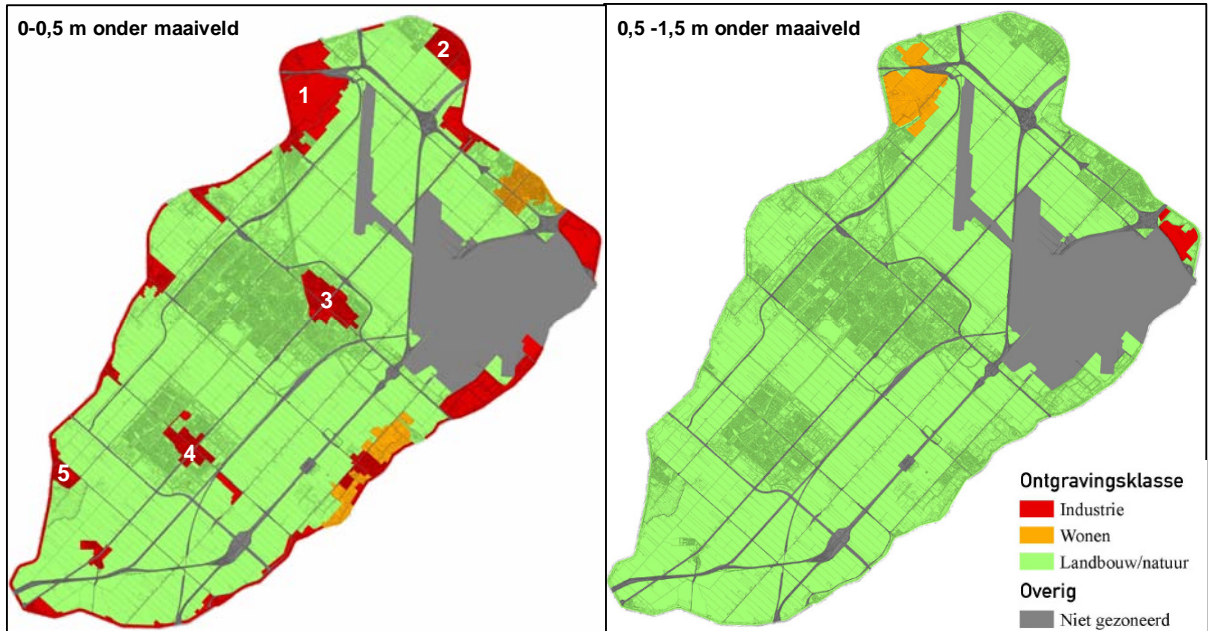 0-0,5 m onder maaiveld
1
2
3
4
5
0,5 -1,5 m onder maaiveld
Ontgravingsklasse
Industrie
Wonen
Landbouw/natuur
Overig
Niet gezoneerd